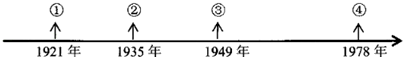 ① ② ③ ④
1921 年 1935 年 1949 年 1978 年